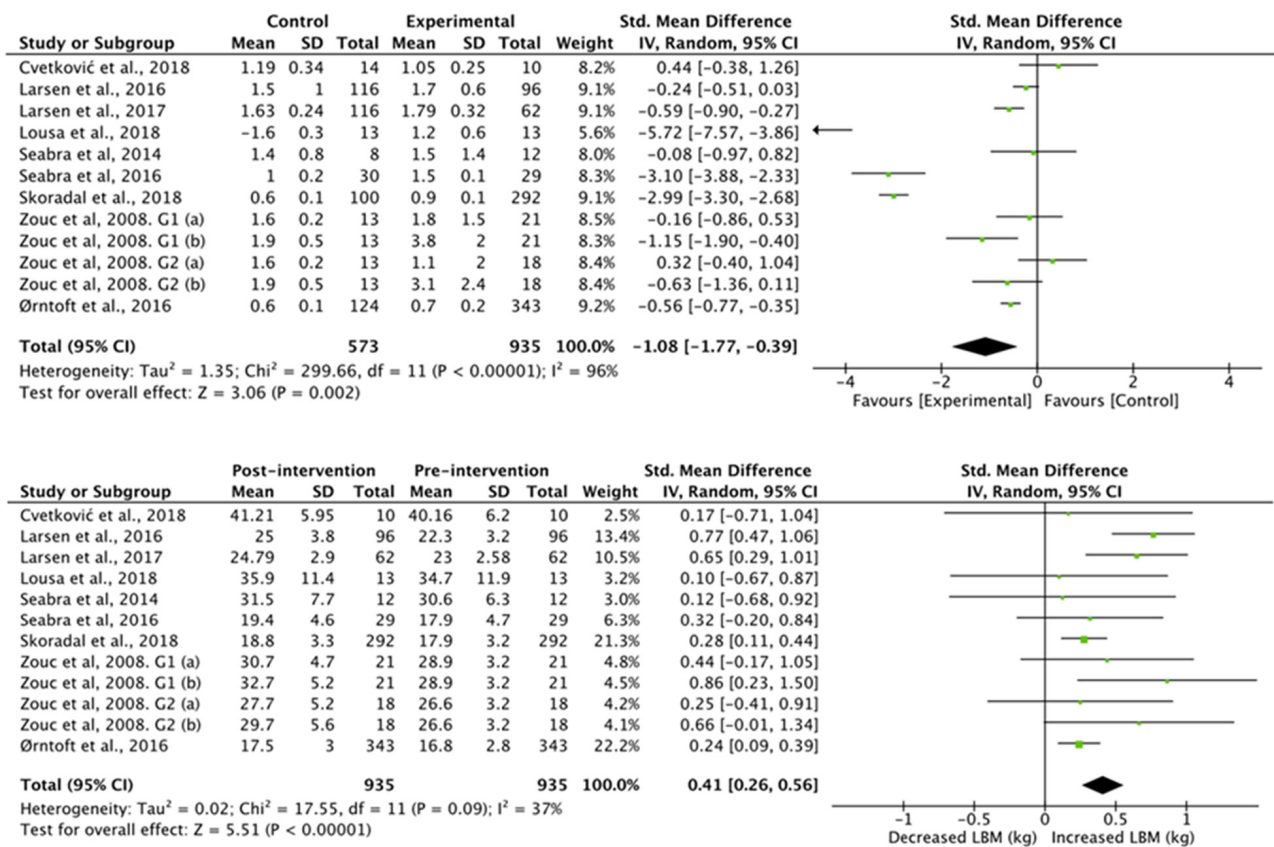 Control Experimental Std. Mean Difference Std. Mean Difference
Study or Subgroup Mean SD Total Mean SD Total Weight IV, Random, 95% CI IV, Random, 95% CI
Cvetković et al., 2018 1.19 0.34 14 1.05 0.25 10 8.2% 0.44 [−0.38, 1.26]
Larsen et al., 2016 1.5 1 116 1.7 0.6 96 9.1% −0.24 [−0.51, 0.03]
Larsen et al., 2017 1.63 0.24 116 1.79 0.32 62 9.1% −0.59 [−0.90, −0.27]
Lousa et al., 2018 −1.6 0.3 13 1.2 0.6 13 5.6% −5.72 [−7.57, −3.86]
Seabra et al, 2014 1.4 0.8 8 1.5 1.4 12 8.0% −0.08 [−0.97, 0.82]
Seabra et al, 2016 1 0.2 30 1.5 0.1 29 8.3% −3.10 [−3.88, −2.33]
Skoradal et al., 2018 0.6 0.1 100 0.9 0.1 292 9.1% −2.99 [−3.30, −2.68]
Zouc et al, 2008. G1 (a) 1.6 0.2 13 1.8 1.5 21 8.5% −0.16 [−0.86, 0.53]
Zouc et al, 2008. G1 (b) 1.9 0.5 13 3.8 2 21 8.3% −1.15 [−1.90, −0.40]
Zouc et al, 2008. G2 (a) 1.6 0.2 13 1.1 2 18 8.4% 0.32 [−0.40, 1.04]
Zouc et al, 2008. G2 (b) 1.9 0.5 13 3.1 2.4 18 8.4% −0.63 [−1.36, 0.11]
Ørntoft et al., 2016 0.6 0.1 124 0.7 0.2 343 9.2% −0.56 [−0.77, −0.35]
Total (95% CI) 573 935 100.0% −1.08 [−1.77, −0.39]
Heterogeneity: Tau² = 1.35; Chi² = 299.66, df = 11 (P < 0.00001); I² = 96%
Test for overall effect: Z = 3.06 (P = 0.002)
−4 −2 0 2 4
Favours [Experimental] Favours [Control]
Post-intervention Pre-intervention Std. Mean Difference Std. Mean Difference
Study or Subgroup Mean SD Total Mean SD Total Weight IV, Random, 95% CI IV, Random, 95% CI
Cvetković et al., 2018 41.21 5.95 10 40.16 6.2 10 2.5% 0.17 [−0.71, 1.04]
Larsen et al., 2016 25 3.8 96 22.3 3.2 96 13.4% 0.77 [0.47, 1.06]
Larsen et al., 2017 24.79 2.9 62 23 2.58 62 10.5% 0.65 [0.29, 1.01]
Lousa et al., 2018 35.9 11.4 13 34.7 11.9 13 3.2% 0.10 [−0.67, 0.87]
Seabra et al, 2014 31.5 7.7 12 30.6 6.3 12 3.0% 0.12 [−0.68, 0.92]
Seabra et al, 2016 19.4 4.6 29 17.9 4.7 29 6.3% 0.32 [−0.20, 0.84]
Skoradal et al., 2018 18.8 3.3 292 17.9 3.2 292 21.3% 0.28 [0.11, 0.44]
Zouc et al, 2008. G1 (a) 30.7 4.7 21 28.9 3.2 21 4.8% 0.44 [−0.17, 1.05]
Zouc et al, 2008. G1 (b) 32.7 5.2 21 28.9 3.2 21 4.5% 0.86 [0.23, 1.50]
Zouc et al, 2008. G2 (a) 27.7 5.2 18 26.6 3.2 18 4.2% 0.25 [−0.41, 0.91]
Zouc et al, 2008. G2 (b) 29.7 5.6 18 26.6 3.2 18 4.1% 0.66 [−0.01, 1.34]
Ørntoft et al., 2016 17.5 3 343 16.8 2.8 343 22.2% 0.24 [0.09, 0.39]
Total (95% CI) 935 935 100.0% 0.41 [0.26, 0.56]
Heterogeneity: Tau² = 0.02; Chi² = 17.55, df = 11 (P = 0.09); I² = 37%
Test for overall effect: Z = 5.51 (P < 0.00001)
−1 −0.5 0 0.5 1
Decreased LBM (kg) Increased LBM (kg)